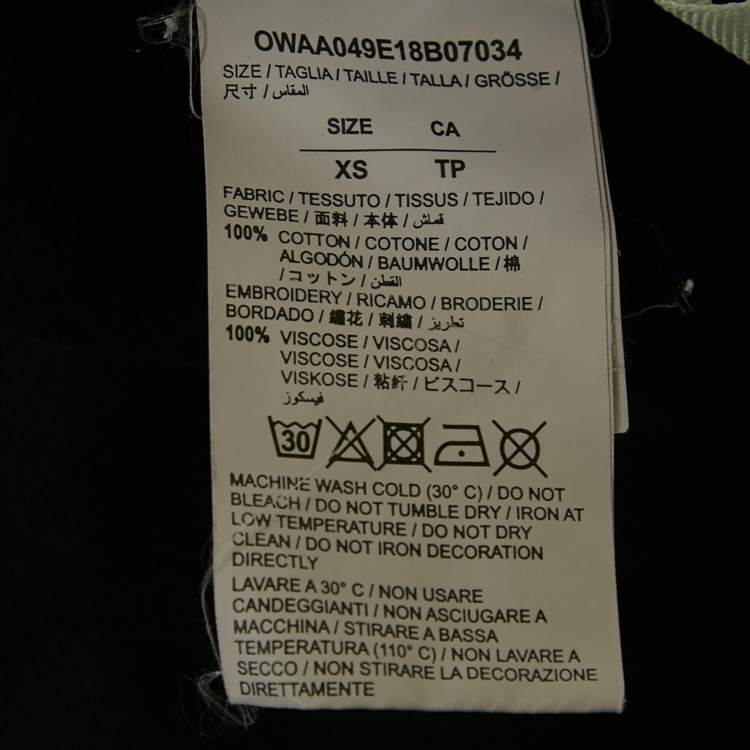 OWAA049E18B07034
SIZE / TAGLIA / TAILLE / TALLA / GRÖSSE /
尺寸 / المقاس
SIZE CA
XS TP
FABRIC / TESSUTO / TISSUS / TEJIDO /
GEWEBE / 面料 / 本体 / قماش
100% COTTON / COTONE / COTON /
ALGODÓN / BAUMWOLLE / 棉
/ コットン / القطن
EMBROIDERY / RICAMO / BRODERIE /
BORDADO / 繡花 / 刺繍 / تطريز
100% VISCOSE / VISCOSA /
VISCOSE / VISCOSA /
VISKOSE / 粘纤 / ビスコース /
فيسكوز
30
MACHINE WASH COLD (30° C) / DO NOT
BLEACH / DO NOT TUMBLE DRY / IRON AT
LOW TEMPERATURE / DO NOT DRY
CLEAN / DO NOT IRON DECORATION
DIRECTLY
LAVARE A 30° C / NON USARE
CANDEGGIANTI / NON ASCIUGARE A
MACCHINA / STIRARE A BASSA
TEMPERATURA (110° C) / NON LAVARE A
SECCO / NON STIRARE LA DECORAZIONE
DIRETTAMENTE